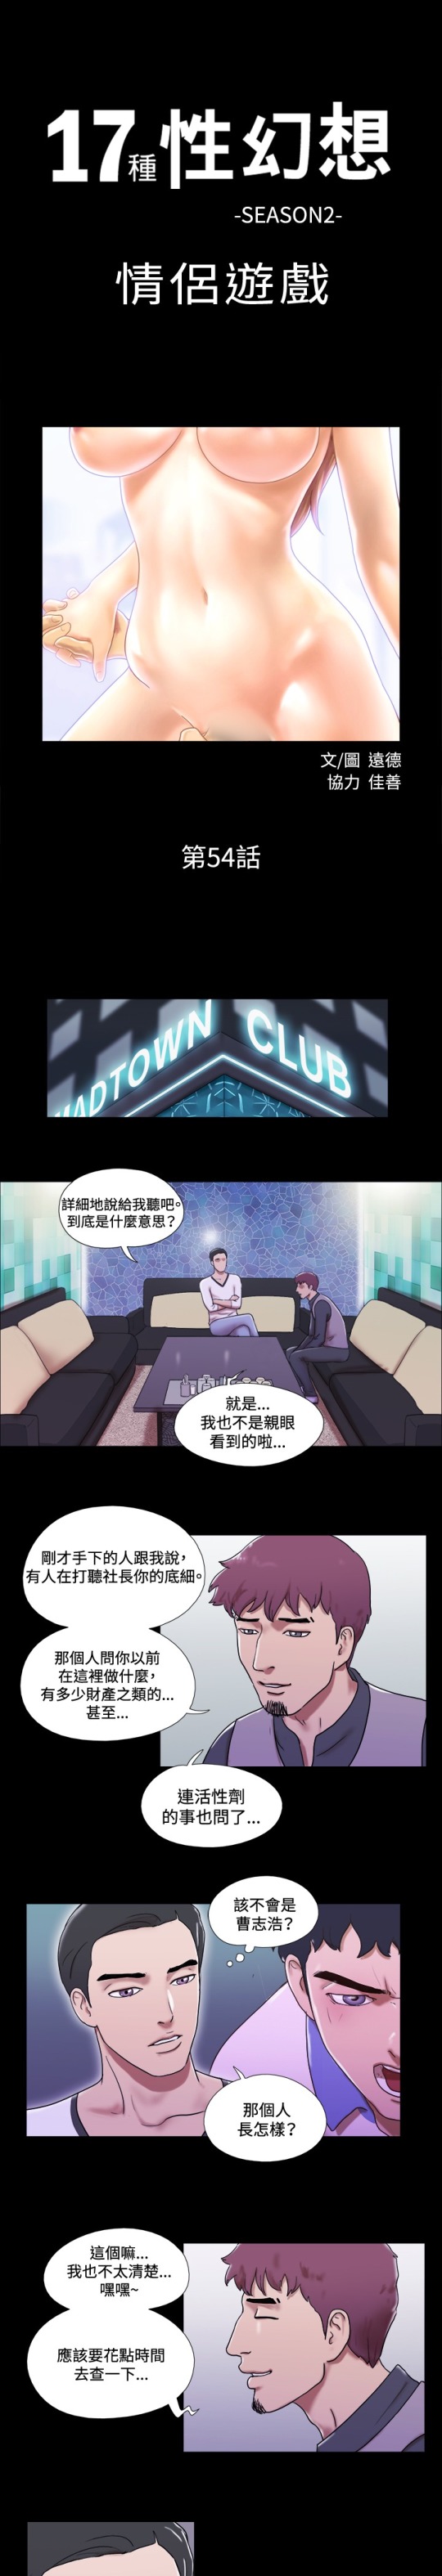 17種性幻想
-SEASON2-
情侶遊戲
文/圖 遠德
協力 佳善
第54話
MADTOWN CLUB
詳細地說給我聽吧。
到底是什麼意思？
就是...
我也不是親眼
看到的啦...
剛才手下的人跟我說，
有人在打聽社長你的底細。
那個人問你以前
在這裡做什麼，
有多少財產之類的...
甚至...
連活性劑
的事也問了...
該不會是
曹志浩？
那個人
長怎樣？
這個嘛...
我也不太清楚...
嘿嘿~
應該要花點時間
去查一下...